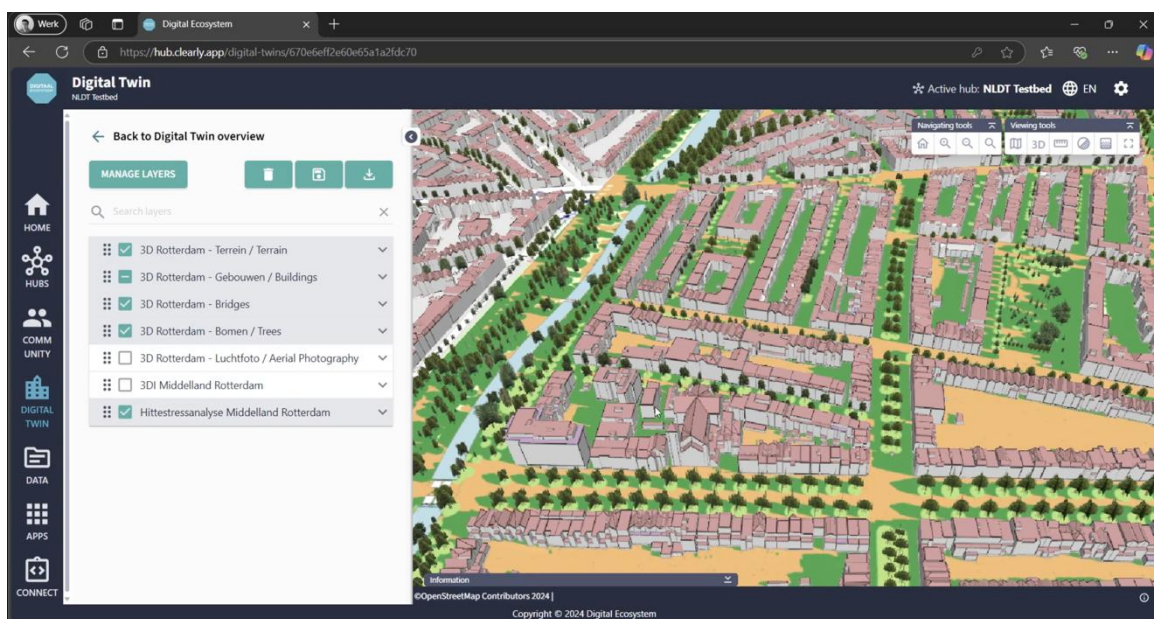 Werk
Digital Ecosystem
https://hub.clearly.app/digital-twins/670e6eff2e60e65a1a2fdc70
DIGITAL
Digital Twin
NLDT Testbed
Active hub: NLDT Testbed
EN
Back to Digital Twin overview
MANAGE LAYERS
Search layers
3D Rotterdam - Terrein / Terrain
3D Rotterdam - Gebouwen / Buildings
3D Rotterdam - Bridges
3D Rotterdam - Bomen / Trees
3D Rotterdam - Luchtfoto / Aerial Photography
3DI Middelland Rotterdam
Hittestressanalyse Middelland Rotterdam
HOME
HUBS
COMM
UNITY
DIGITAL
TWIN
DATA
APPS
CONNECT
Navigating tools
Viewing tools
3D
Information
©OpenStreetMap Contributors 2024 |
Copyright © 2024 Digital Ecosystem